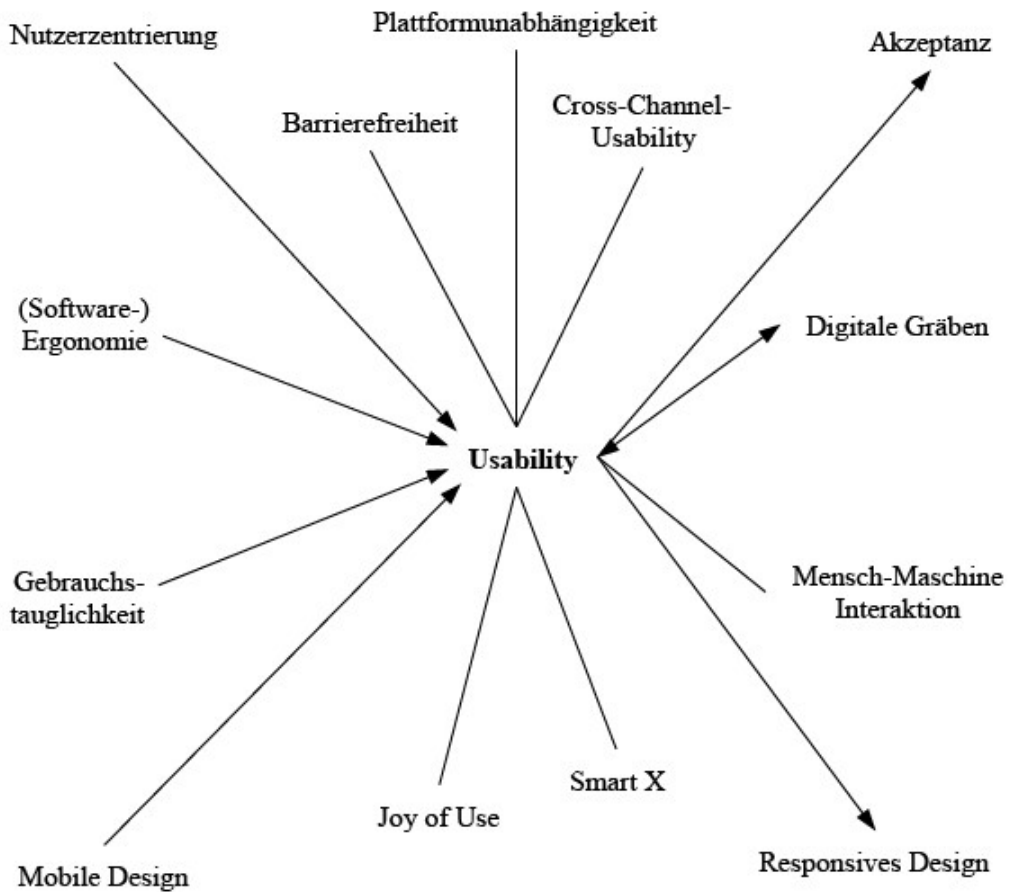 Plattformunabhängigkeit
Nutzerzentrierung
Akzeptanz
Cross-Channel-
Usability
Barrierefreiheit
(Software-)
Ergonomie
Digitale Gräben
Usability
Gebrauchs-
tauglichkeit
Mensch-Maschine
Interaktion
Smart X
Joy of Use
Responsives Design
Mobile Design